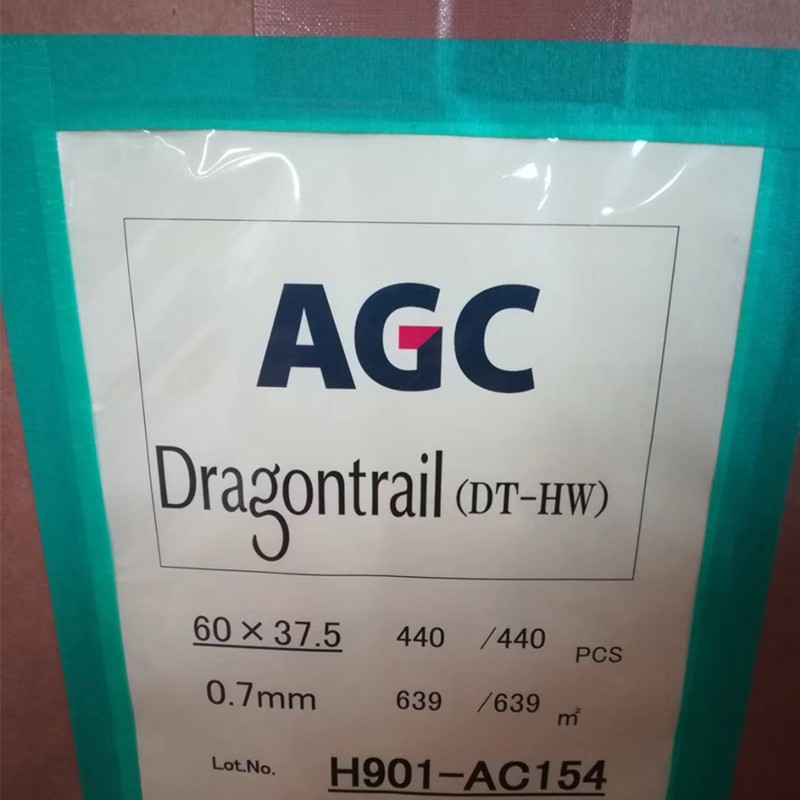 AGC
Dragontrail (DT-HW)
60×37.5 440 /440 PCS
0.7mm 639 /639 ㎡
Lot.No. H901-AC154